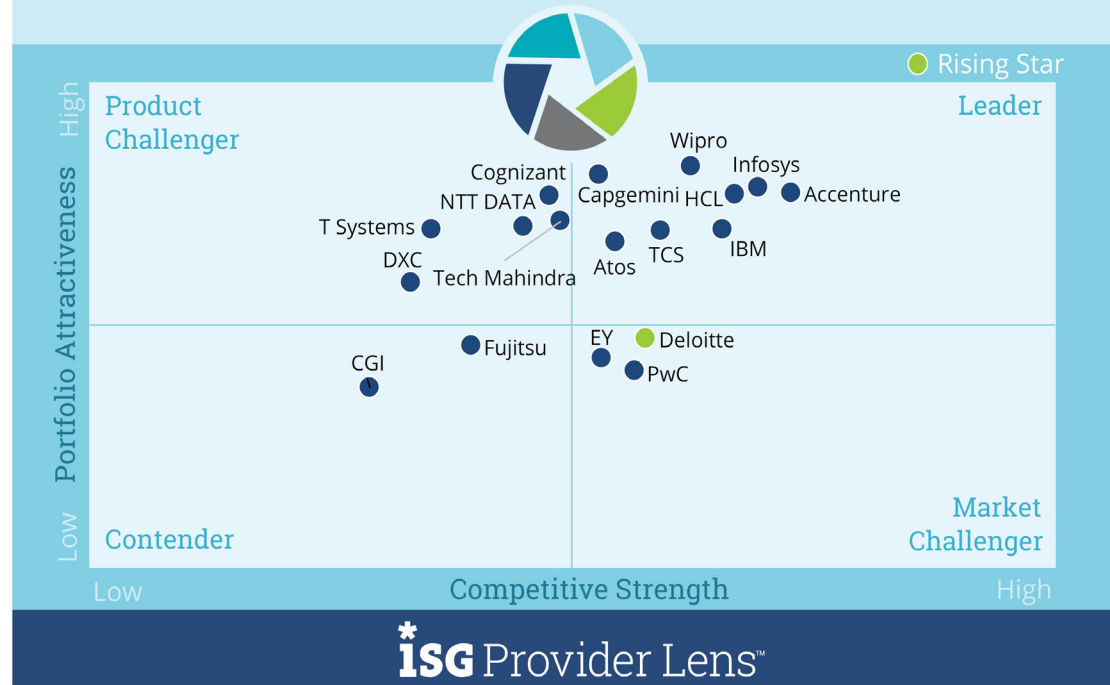 Rising Star
High
Product
Challenger
Leader
Wipro
Cognizant
Infosys
Capgemini
HCL
Accenture
NTT DATA
T Systems
TCS
IBM
Atos
DXC
Tech Mahindra
Portfolio Attractiveness
EY
Deloitte
Fujitsu
CGI
PwC
Low
Contender
Market
Challenger
Low
Competitive Strength
High
*ISG Provider Lens™